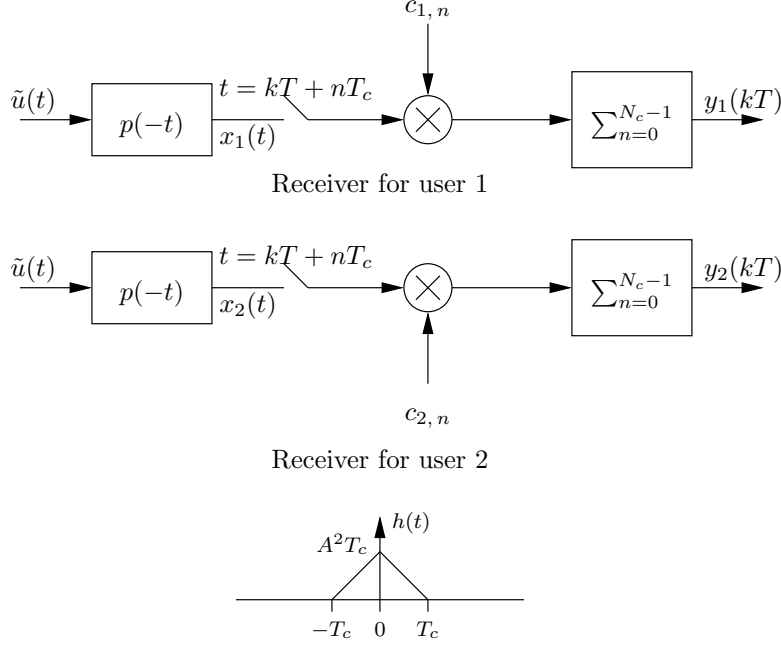 c_{1, n}
ũ(t) p(−t) t = kT + nT_c x_1(t) ∑_{n=0}^{N_c−1} y_1(kT)
Receiver for user 1
ũ(t) p(−t) t = kT + nT_c x_2(t) ∑_{n=0}^{N_c−1} y_2(kT)
c_{2, n}
Receiver for user 2
h(t)
A^2T_c
−T_c 0 T_c